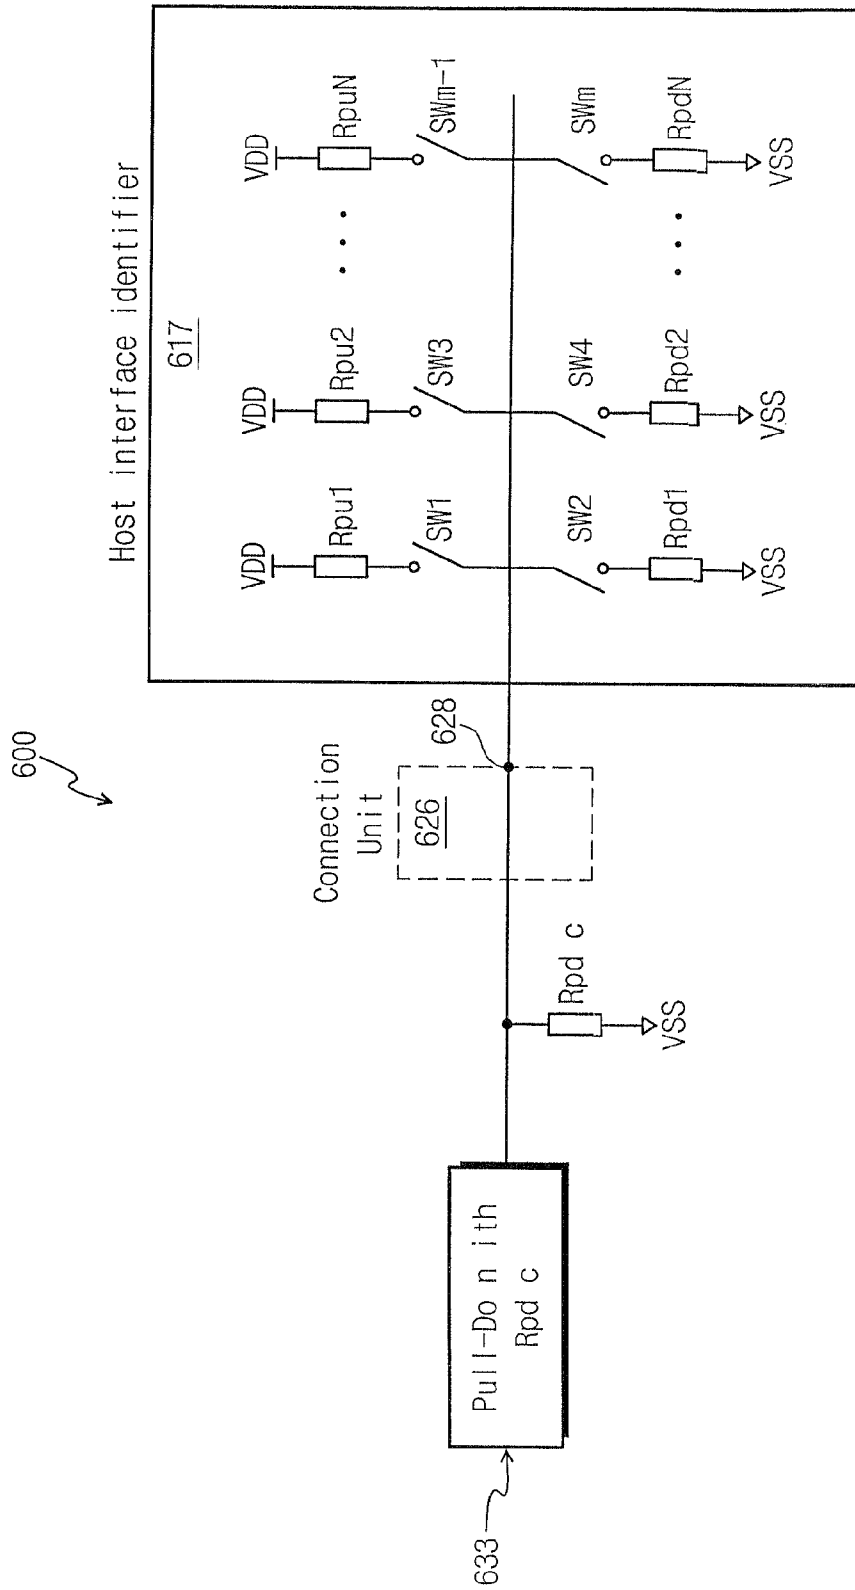 600
Host interface identifier
617
VDD
VDD
VDD
Rpu1
Rpu2
RpuN
SW1
SW3
SWm-1
Connection
Unit
626
628
SW2
SW4
SWm
Rpd c
Rpd1
Rpd2
RpdN
VSS
VSS
VSS
VSS
Pull-Do n ith
Rpd c
633